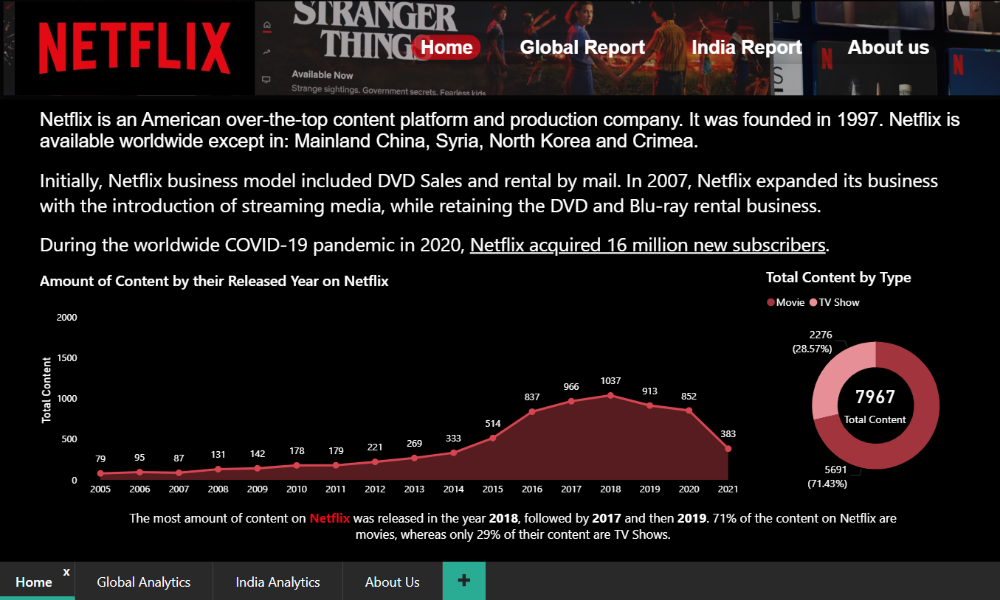 NETFLIX
STRANGER
THING
Home
Global Report
India Report
About us
Available Now
Strange sightings. Government secrets. Fearless kids
N
N
S
Netflix is an American over-the-top content platform and production company. It was founded in 1997. Netflix is
available worldwide except in: Mainland China, Syria, North Korea and Crimea.
Initially, Netflix business model included DVD Sales and rental by mail. In 2007, Netflix expanded its business
with the introduction of streaming media, while retaining the DVD and Blu-ray rental business.
During the worldwide COVID-19 pandemic in 2020, Netflix acquired 16 million new subscribers.
Amount of Content by their Released Year on Netflix
Total Content
2000
1500
1000
500
0
79
95
87
131
142
178
179
221
269
333
514
837
966
1037
913
852
383
2005
2006
2007
2008
2009
2010
2011
2012
2013
2014
2015
2016
2017
2018
2019
2020
2021
Total Content by Type
Movie
TV Show
2276
(28.57%)
7967
Total Content
5691
(71.43%)
The most amount of content on Netflix was released in the year 2018, followed by 2017 and then 2019. 71% of the content on Netflix are
movies, whereas only 29% of their content are TV Shows.
Home x
Global Analytics
India Analytics
About Us
+